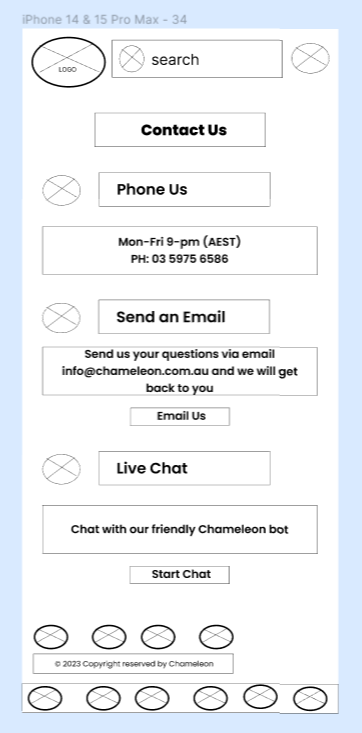 iPhone 14 & 15 Pro Max - 34
LOGO
search
Contact Us
Phone Us
Mon-Fri 9-pm (AEST)
PH: 03 5975 6586
Send an Email
Send us your questions via email
info@chameleon.com.au and we will get
back to you
Email Us
Live Chat
Chat with our friendly Chameleon bot
Start Chat
© 2023 Copyright reserved by Chameleon